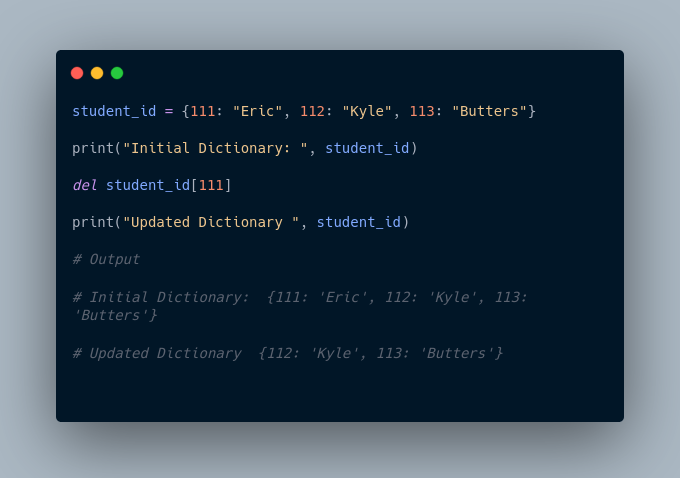 student_id = {111: "Eric", 112: "Kyle", 113: "Butters"}
print("Initial Dictionary: ", student_id)
del student_id[111]
print("Updated Dictionary ", student_id)
# Output
# Initial Dictionary:  {111: 'Eric', 112: 'Kyle', 113:
'Butters'}
# Updated Dictionary  {112: 'Kyle', 113: 'Butters'}